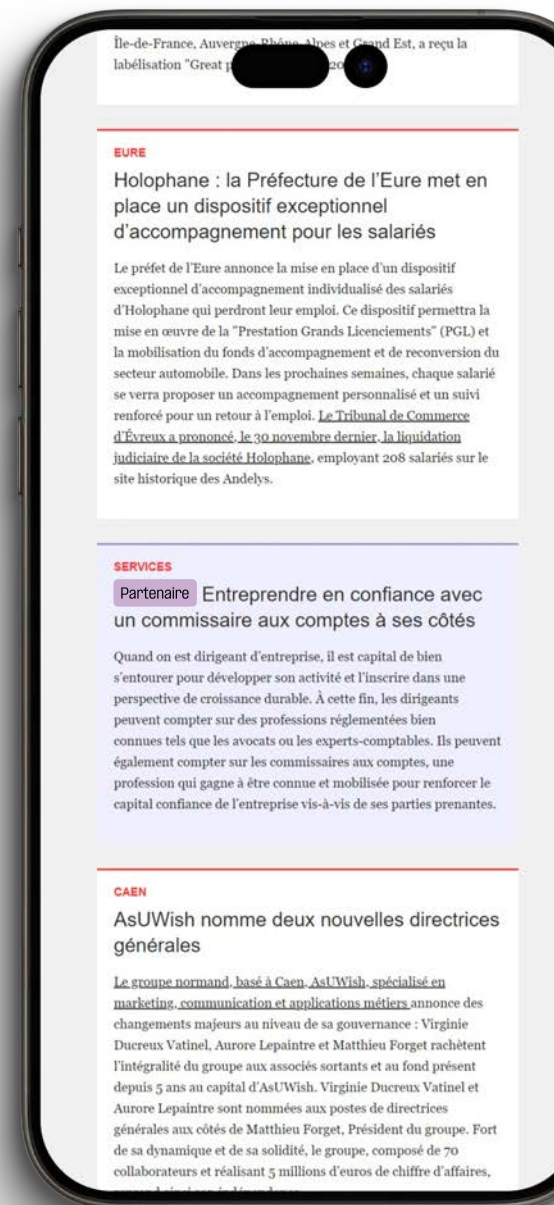 Île-de-France, Auvergne-Rhône-Alpes et Grand Est, a reçu la
labélisation "Great
EURE
Holophane : la Préfecture de l'Eure met en
place un dispositif exceptionnel
d'accompagnement pour les salariés
Le préfet de l'Eure annonce la mise en place d'un dispositif
exceptionnel d'accompagnement individualisé des salariés
d'Holophane qui perdront leur emploi. Ce dispositif permettra la
mise en œuvre de la "Prestation Grands Licenciements" (PGL) et
la mobilisation du fonds d'accompagnement et de reconversion du
secteur automobile. Dans les prochaines semaines, chaque salarié
se verra proposer un accompagnement personnalisé et un suivi
renforcé pour un retour à l'emploi. Le Tribunal de Commerce
d'Évreux a prononcé, le 30 novembre dernier, la liquidation
judiciaire de la société Holophane, employant 208 salariés sur le
site historique des Andelys.
SERVICES
Partenaire Entreprendre en confiance avec
un commissaire aux comptes à ses côtés
Quand on est dirigeant d'entreprise, il est capital de bien
s'entourer pour développer son activité et l'inscrire dans une
perspective de croissance durable. À cette fin, les dirigeants
peuvent compter sur des professions réglementées bien
connues tels que les avocats ou les experts-comptables. Ils peuvent
également compter sur les commissaires aux comptes, une
profession qui gagne à être connue et mobilisée pour renforcer le
capital confiance de l'entreprise vis-à-vis de ses parties prenantes.
CAEN
AsUWish nomme deux nouvelles directrices
générales
Le groupe normand, basé à Caen, AsUWish, spécialisé en
marketing, communication et applications métiers annonce des
changements majeurs au niveau de sa gouvernance : Virginie
Ducreux Vatinel, Aurore Lepaintre et Matthieu Forget rachètent
l'intégralité du groupe aux associés sortants et au fond présent
depuis 5 ans au capital d'AsUWish. Virginie Ducreux Vatinel et
Aurore Lepaintre sont nommées aux postes de directrices
générales aux côtés de Matthieu Forget, Président du groupe. Fort
de sa dynamique et de sa solidité, le groupe, composé de 70
collaborateurs et réalisant 5 millions d'euros de chiffre d'affaires,